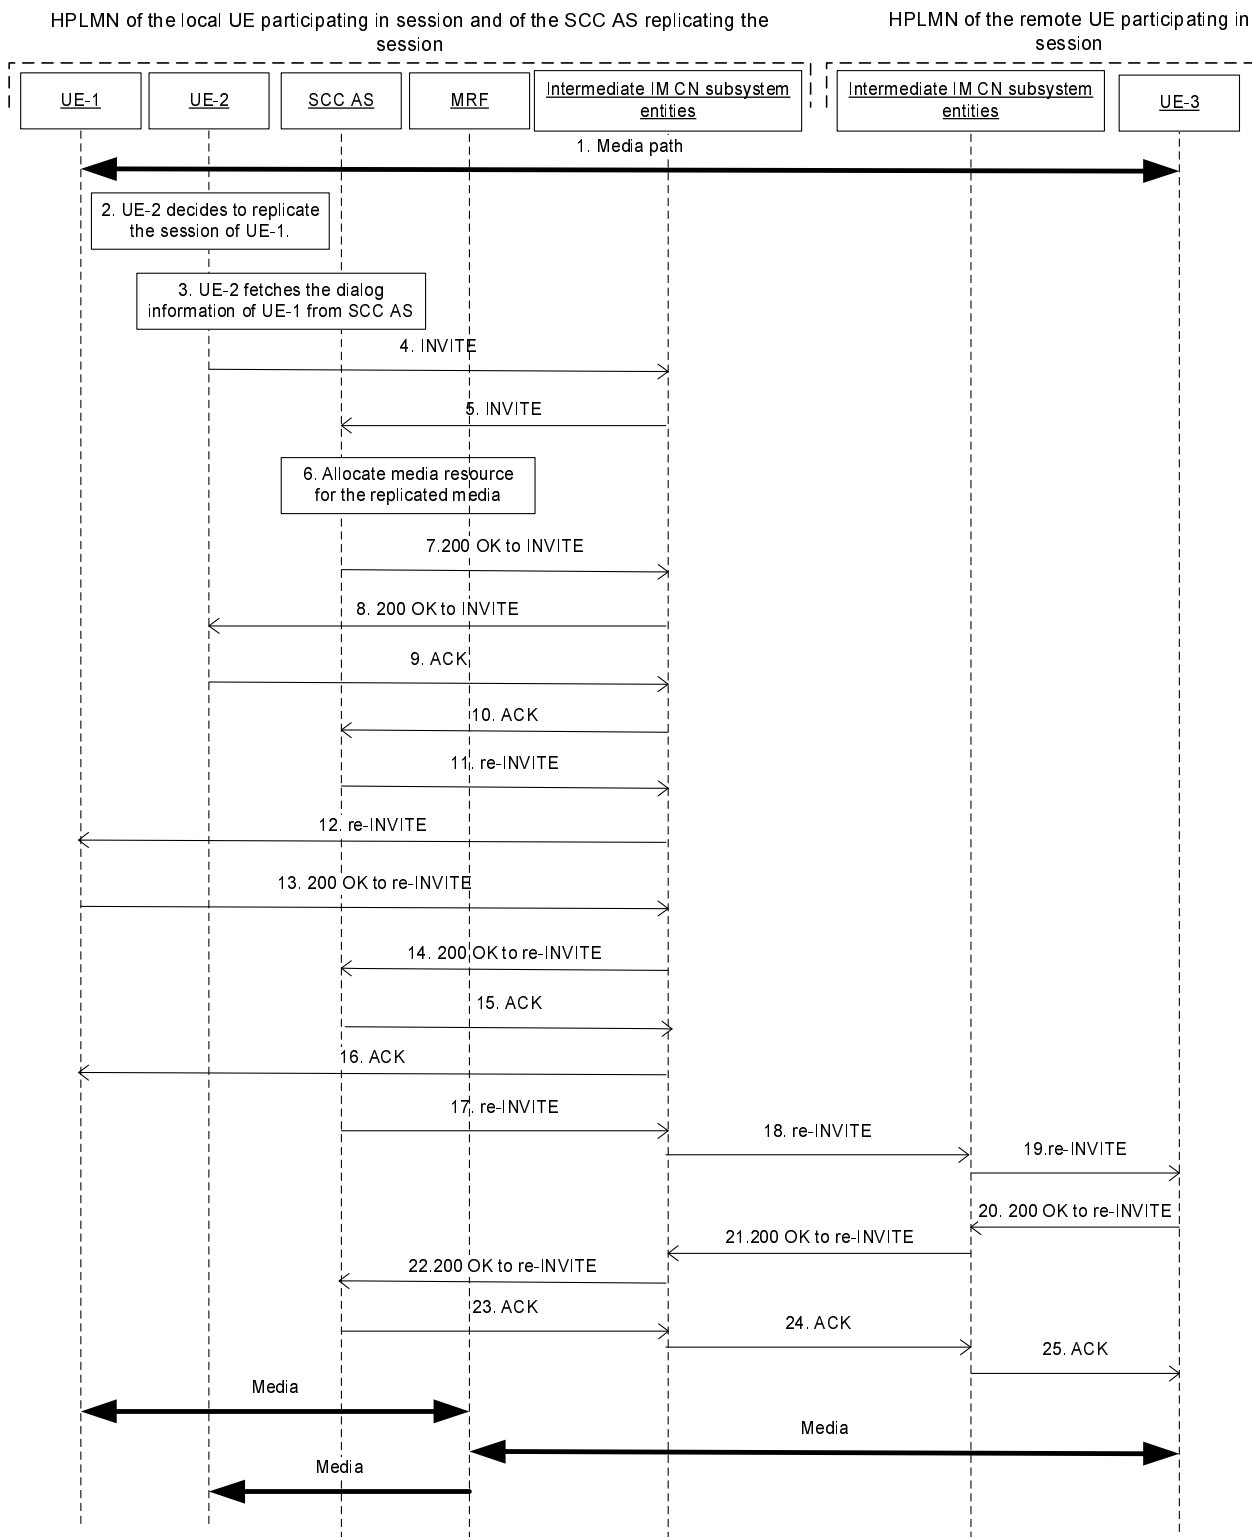 HPLMN of the local UE participating in session and of the SCC AS replicating the
session
HPLMN of the remote UE participating in
session
UE-1
UE-2
SCC AS
MRF
Intermediate IM CN subsystem
entities
Intermediate IM CN subsystem
entities
UE-3
1. Media path
2. UE-2 decides to replicate
the session of UE-1.
3. UE-2 fetches the dialog
information of UE-1 from SCC AS
4. INVITE
5. INVITE
6. Allocate media resource
for the replicated media
7.200 OK to INVITE
8. 200 OK to INVITE
9. ACK
10. ACK
11. re-INVITE
12. re-INVITE
13. 200 OK to re-INVITE
14. 200 OK to re-INVITE
15. ACK
16. ACK
17. re-INVITE
18. re-INVITE
19.re-INVITE
20. 200 OK to re-INVITE
21.200 OK to re-INVITE
22.200 OK to re-INVITE
23. ACK
24. ACK
25. ACK
Media
Media
Media